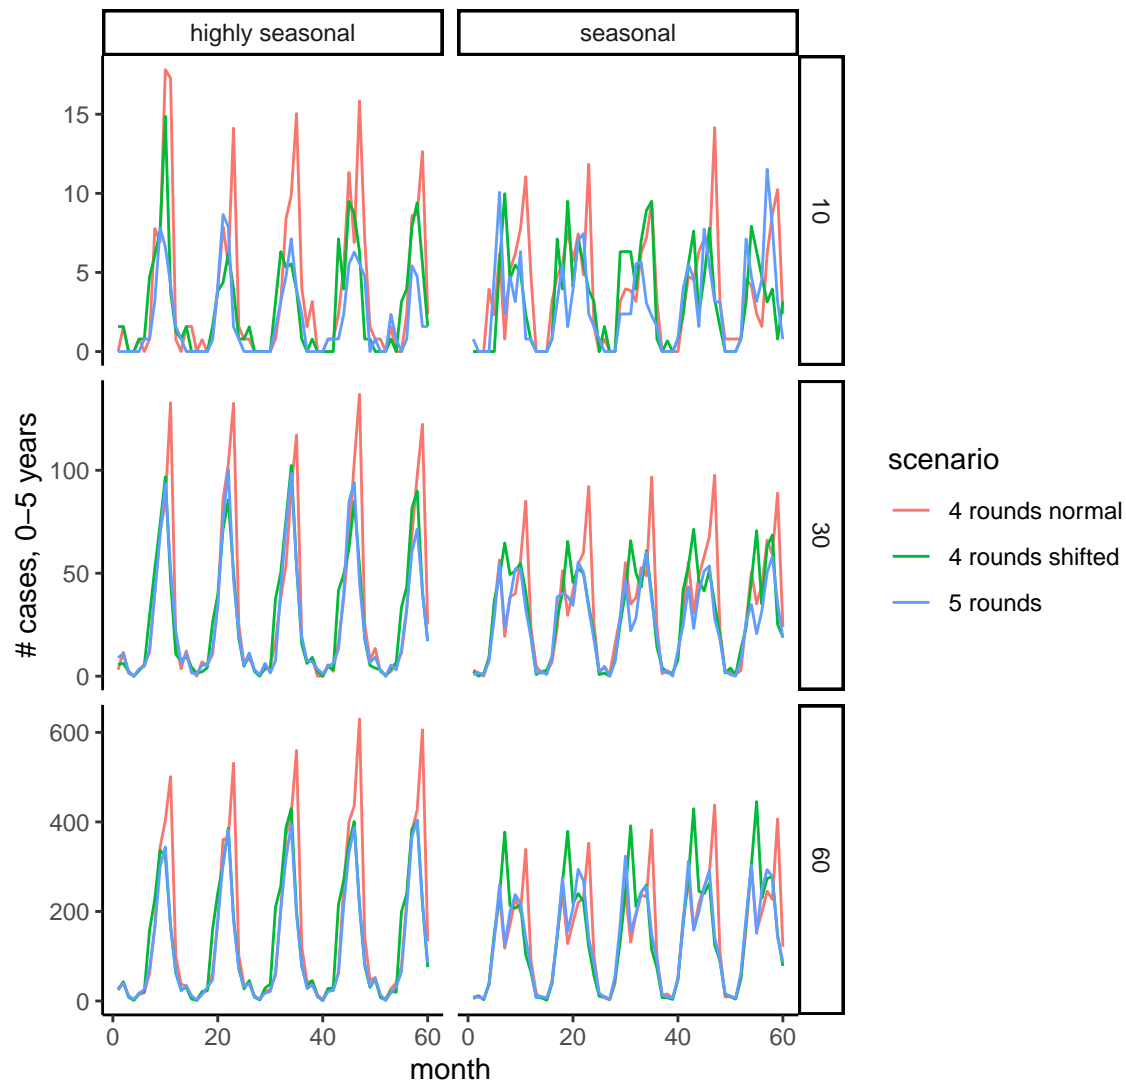 highly seasonal
seasonal
15
10
5
0
10
# cases, 0–5 years
100
50
0
30
600
400
200
0
60
0
20
40
60
0
20
40
60
month
scenario
4 rounds normal
4 rounds shifted
5 rounds